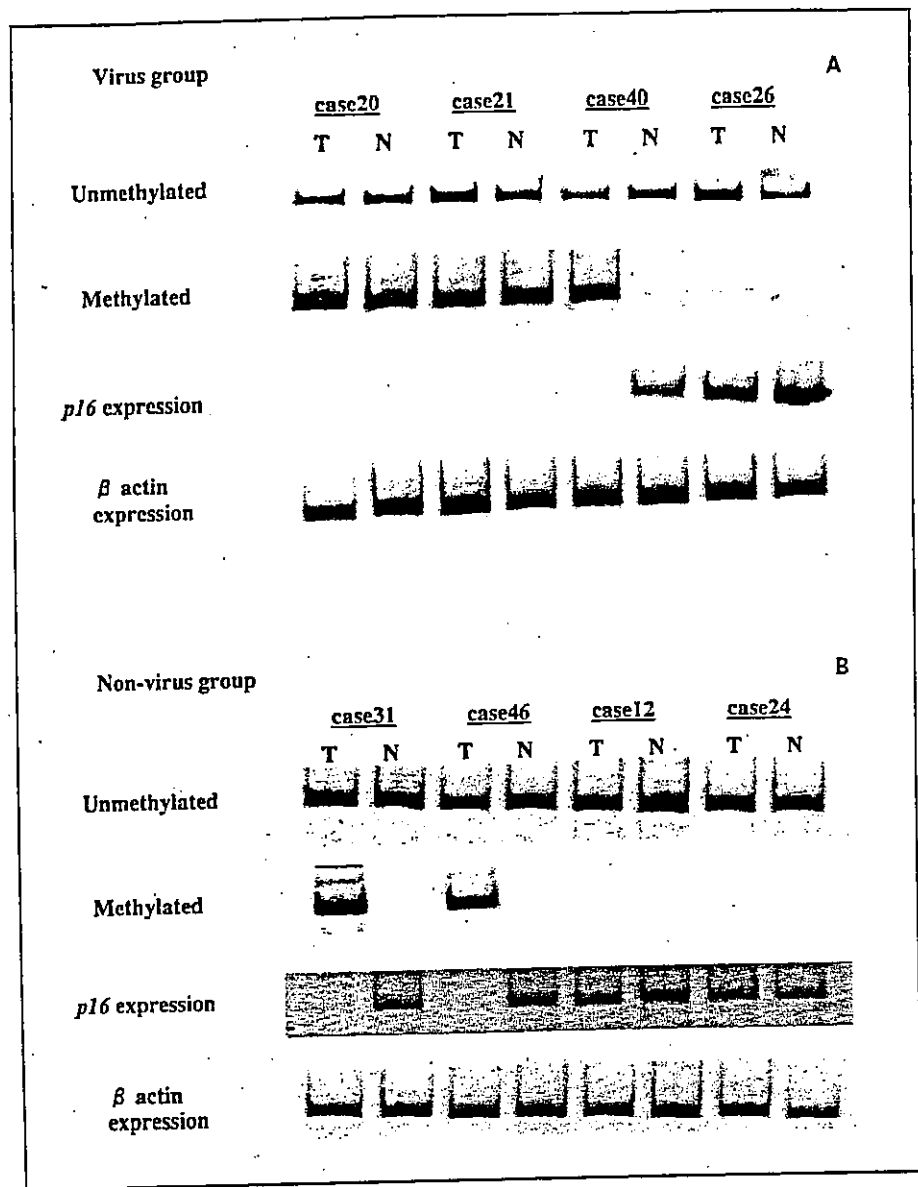 Virus group
A
case20 case21 case40 case26
T N T N T N T N
Unmethylated
Methylated
p16 expression
β actin
expression
Non-virus group
B
case31 case46 case12 case24
T N T N T N T N
Unmethylated
Methylated
p16 expression
β actin
expression